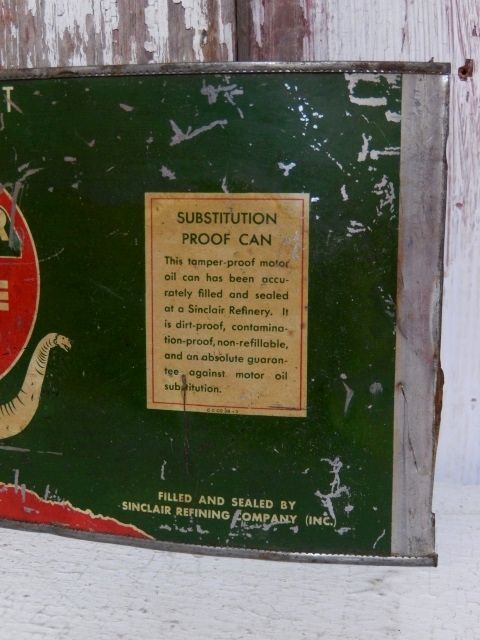 T
R
E
SUBSTITUTION
PROOF CAN
This tamper-proof motor
oil can has been accu-
rately filled and sealed
at a Sinclair Refinery. It
is dirt-proof, contamina-
tion-proof, non-refillable,
and an absolute guaran-
tee against motor oil
substitution.
FILLED AND SEALED BY
SINCLAIR REFINING COMPANY (INC.)